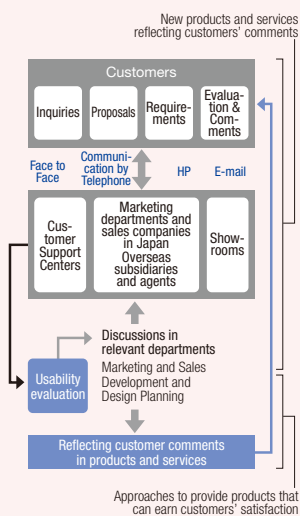 New products and services
reflecting customers' comments
Customers
Inquiries
Proposals
Require-
ments
Evalua-
tion &
Com-
ments
Face to
Face
Communi-
cation by
Telephone
HP
E-mail
Cus-
tomer
Support
Centers
Marketing
departments and
sales companies
in Japan
Overseas
subsidiaries
and agents
Show-
rooms
Discussions in
relevant departments
Marketing and Sales
Development and
Design Planning
Usability
evaluation
Reflecting customer comments
in products and services
Approaches to provide products that
can earn customers' satisfaction